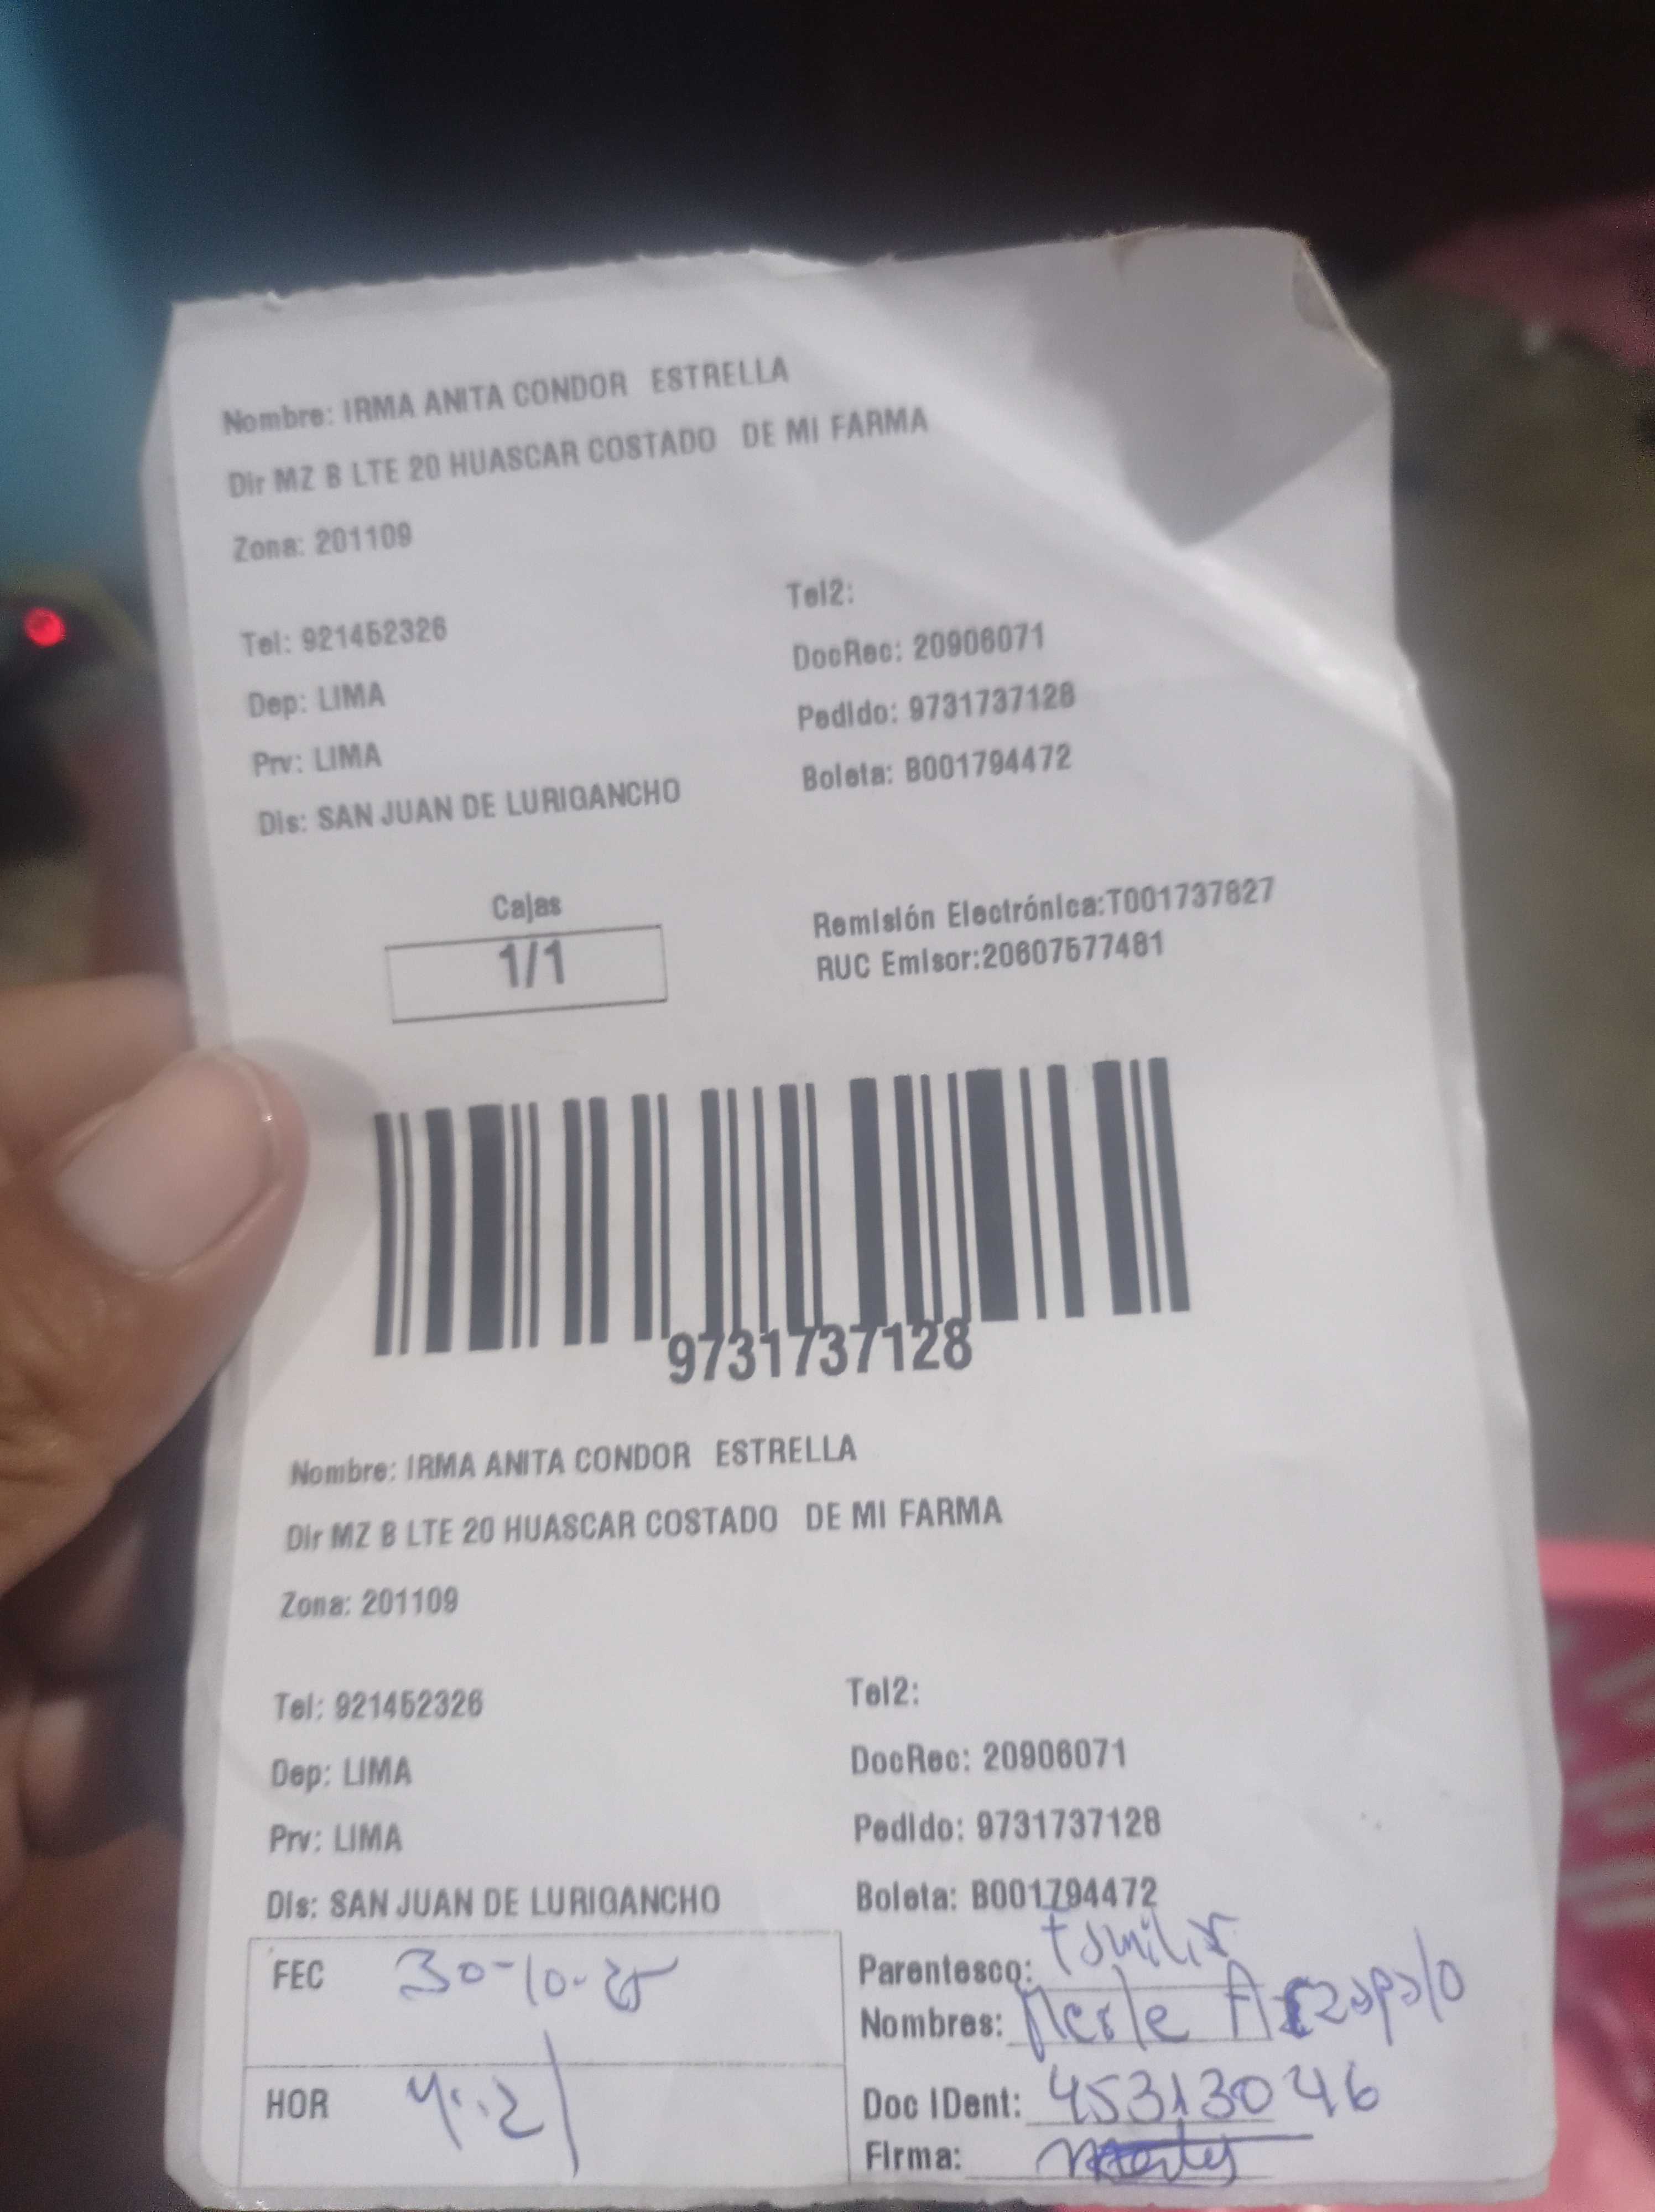 Nombre: IRMA ANITA CONDOR ESTRELLA
Dir MZ B LTE 20 HUASCAR COSTADO DE MI FARMA
Zona: 201109
Tel: 921452326 Tel2:
Dep: LIMA DocRec: 20906071
Prv: LIMA Pedido: 9731737128
Dis: SAN JUAN DE LURIGANCHO Boleta: B001794472
Cajas
1/1
Remisión Electrónica:T001737827
RUC Emisor:20607577481
9731737128
Nombre: IRMA ANITA CONDOR ESTRELLA
Dir MZ B LTE 20 HUASCAR COSTADO DE MI FARMA
Zona: 201109
Tel: 921452326 Tel2:
Dep: LIMA DocRec: 20906071
Prv: LIMA Pedido: 9731737128
Dis: SAN JUAN DE LURIGANCHO Boleta: B001794472
FEC 30-10-25
Parentesco: familiar
Nombres:
HOR
Doc IDent: 45313046
Firma: